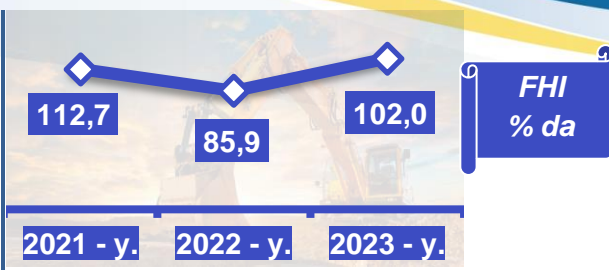 112,7
85,9
102,0
FHI
% da
2021 - y.
2022 - y.
2023 - y.